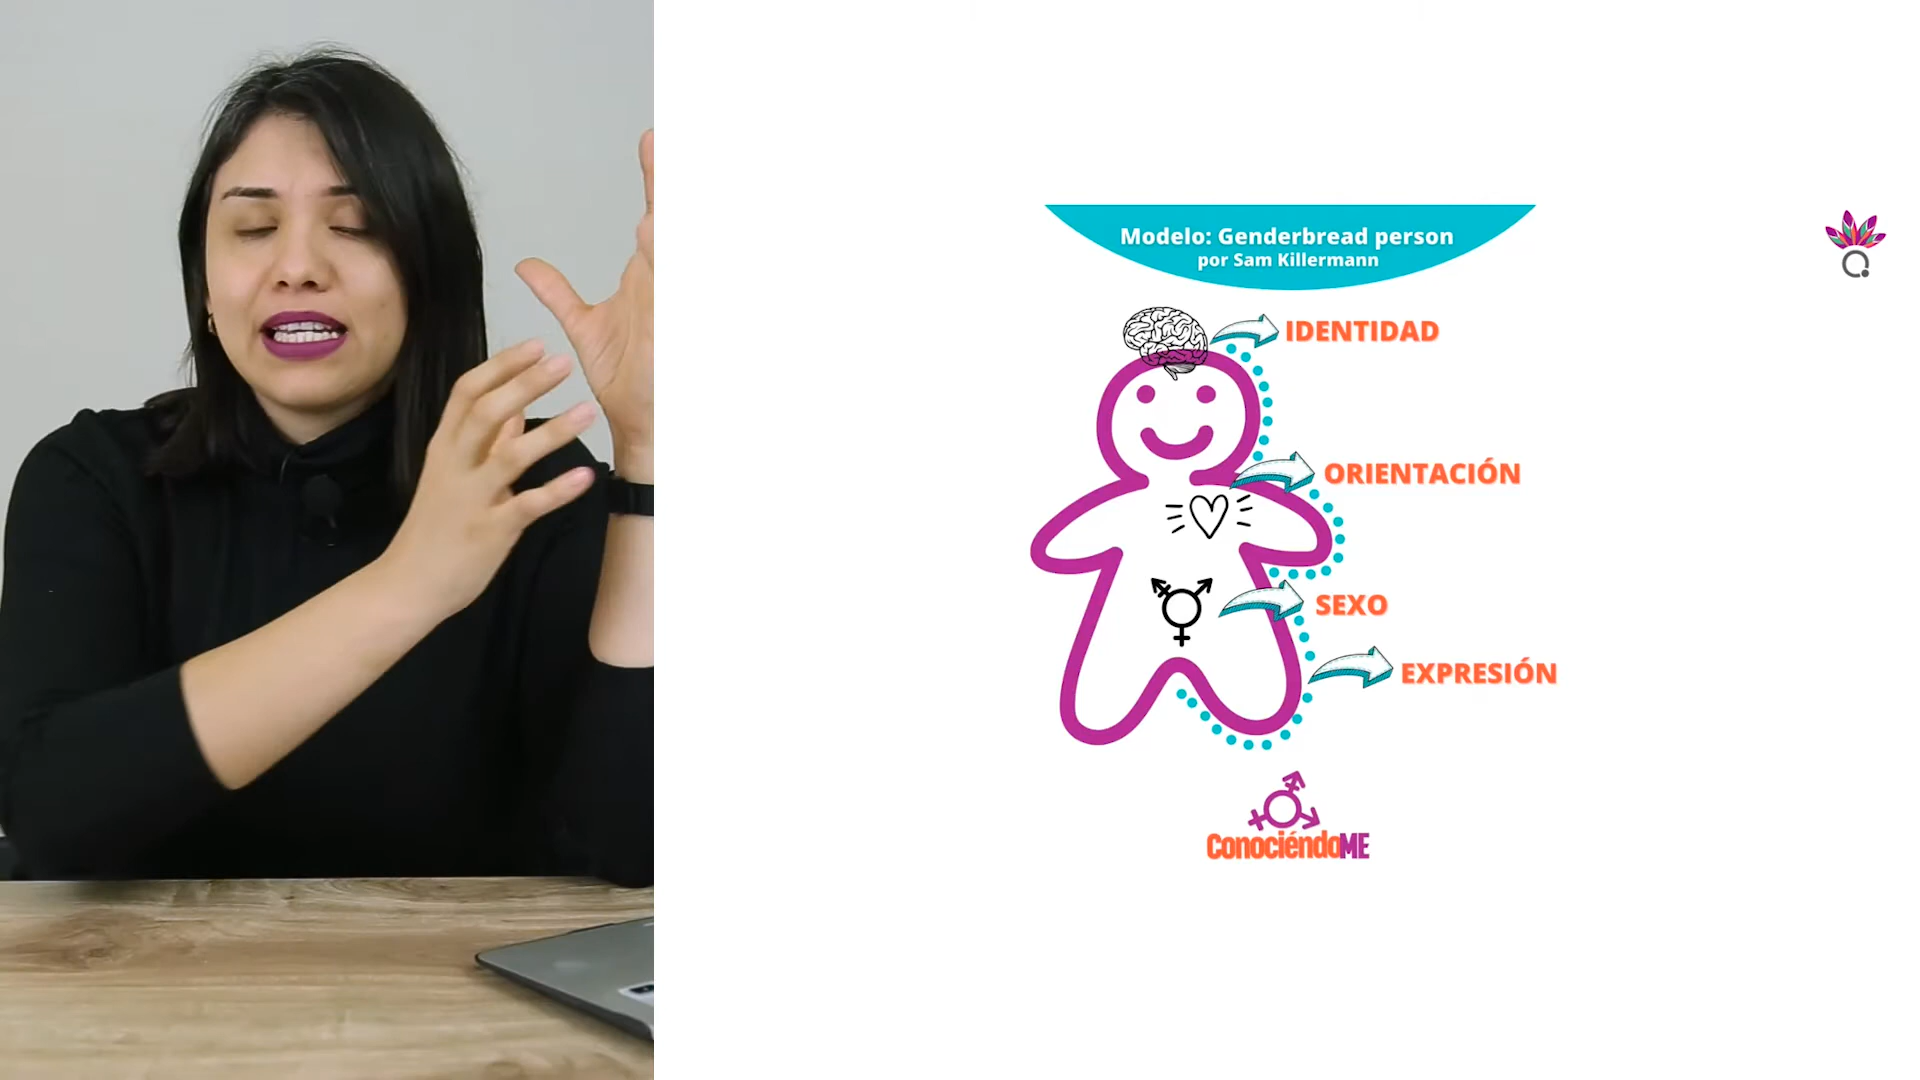 Modelo: Genderbread person
por Sam Killermann
IDENTIDAD
ORIENTACIÓN
SEXO
EXPRESIÓN
ConociéndoME